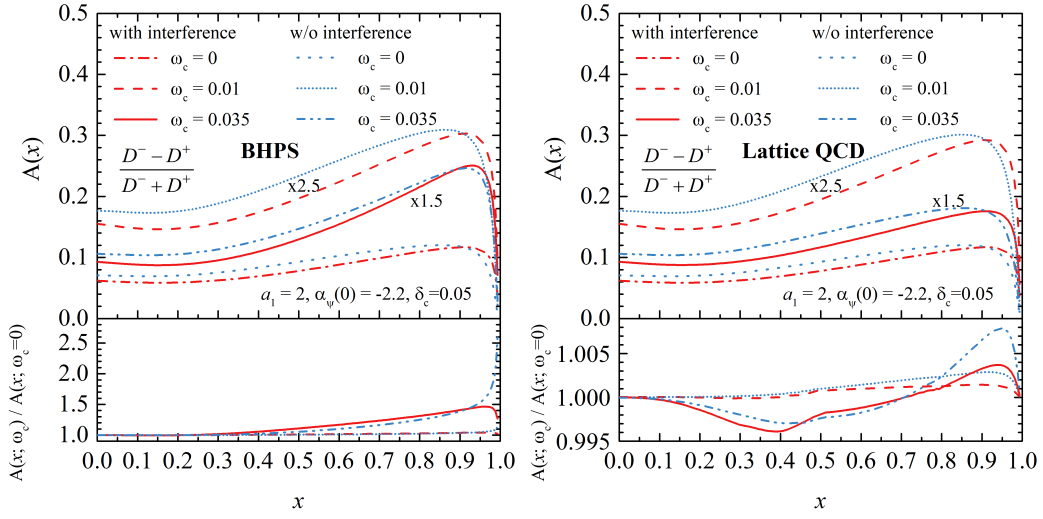 0.5
0.4
0.3
0.2
0.1
0.0
A(x)
with interference w/o interference
ω_c = 0 ω_c = 0
ω_c = 0.01 ω_c = 0.01
ω_c = 0.035 ω_c = 0.035
BHPS
D⁻ − D⁺
D⁻ + D⁺
x2.5
x1.5
a₁ = 2, α_ψ(0) = -2.2, δ_c=0.05
2.5
2.0
1.5
1.0
A(x; ω_c) / A(x; ω_c=0)
0.0 0.1 0.2 0.3 0.4 0.5 0.6 0.7 0.8 0.9 1.0
x
0.5
0.4
0.3
0.2
0.1
0.0
A(x)
with interference w/o interference
ω_c = 0 ω_c = 0
ω_c = 0.01 ω_c = 0.01
ω_c = 0.035 ω_c = 0.035
Lattice QCD
D⁻ − D⁺
D⁻ + D⁺
x2.5
x1.5
a₁ = 2, α_ψ(0) = -2.2, δ_c=0.05
1.005
1.000
0.995
A(x; ω_c) / A(x; ω_c=0)
0.0 0.1 0.2 0.3 0.4 0.5 0.6 0.7 0.8 0.9 1.0
x